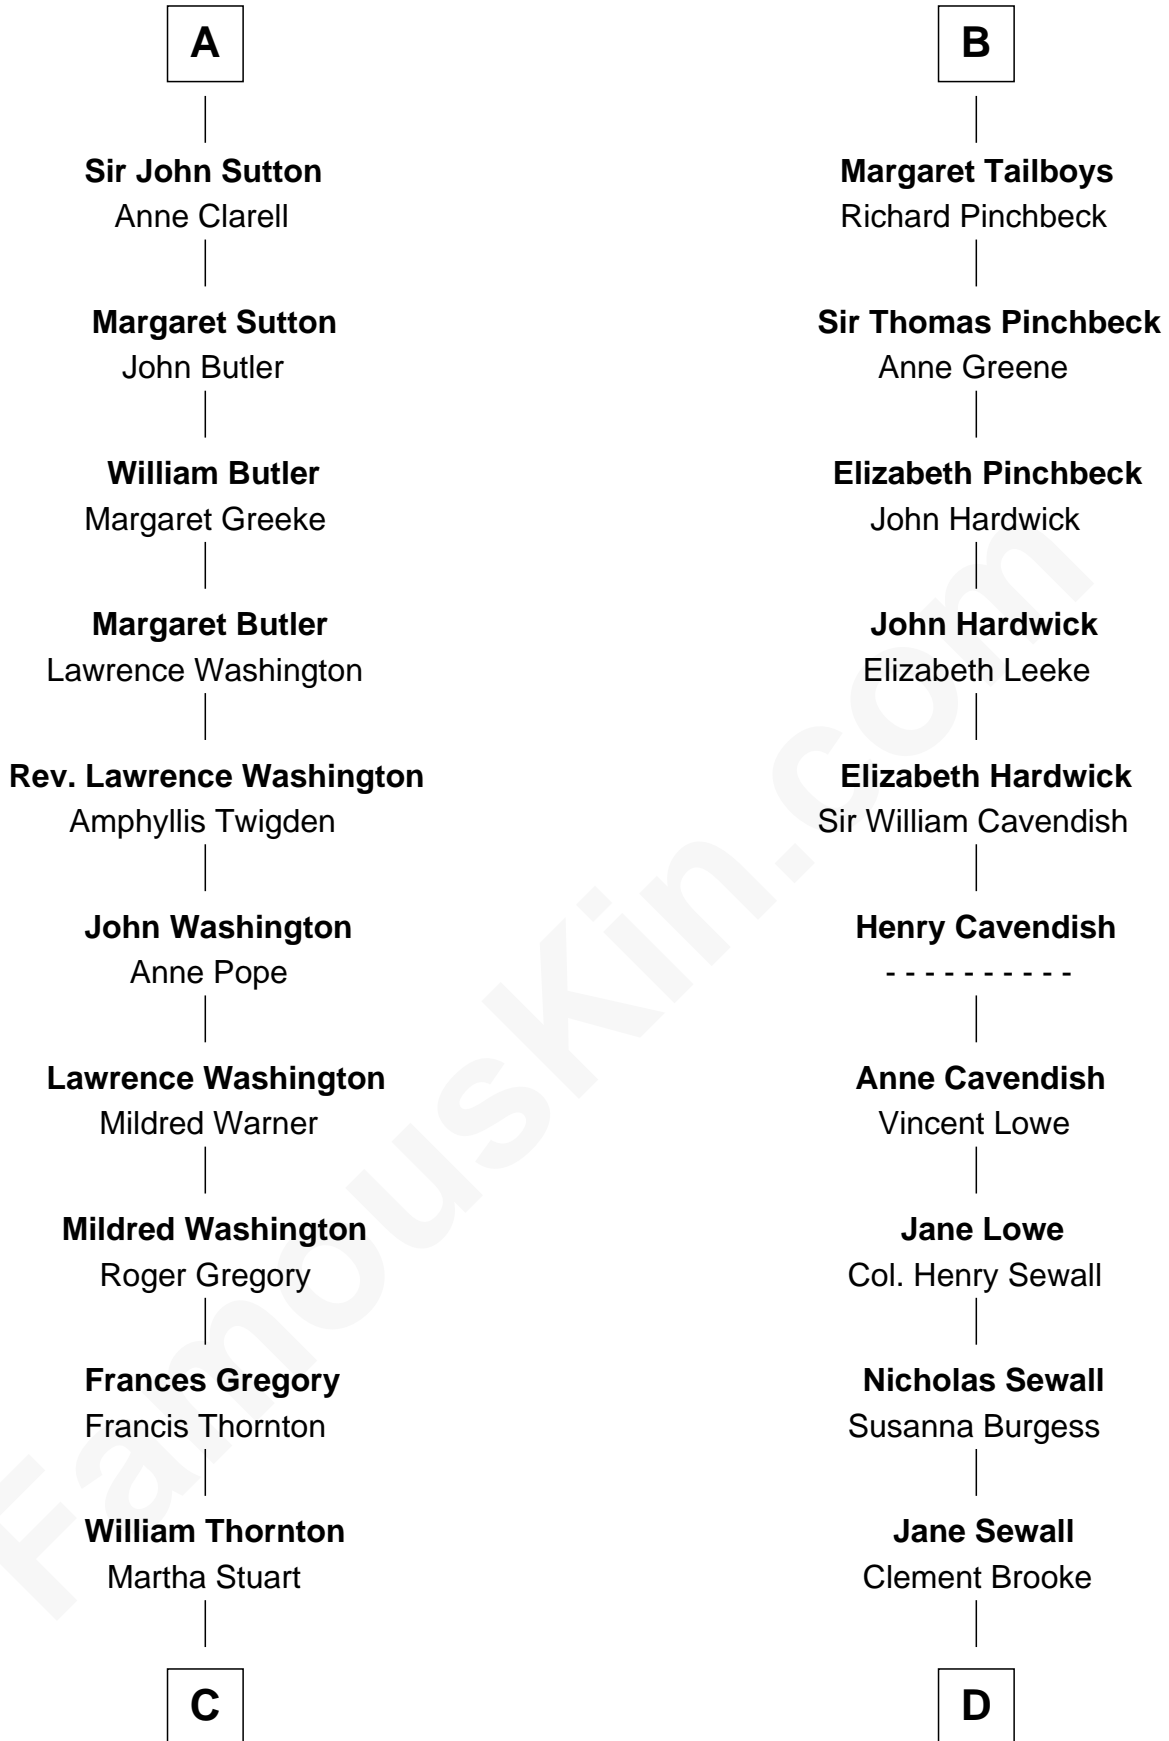 A
Sir John Sutton
Anne Clarell
Margaret Sutton
John Butler
William Butler
Margaret Greeke
Margaret Butler
Lawrence Washington
Rev. Lawrence Washington
Amphyllis Twigden
John Washington
Anne Pope
Lawrence Washington
Mildred Warner
Mildred Washington
Roger Gregory
Frances Gregory
Francis Thornton
William Thornton
Martha Stuart
C
B
Margaret Tailboys
Richard Pinchbeck
Sir Thomas Pinchbeck
Anne Greene
Elizabeth Pinchbeck
John Hardwick
John Hardwick
Elizabeth Leeke
Elizabeth Hardwick
Sir William Cavendish
Henry Cavendish
- - - - - - - - - -
Anne Cavendish
Vincent Lowe
Jane Lowe
Col. Henry Sewall
Nicholas Sewall
Susanna Burgess
Jane Sewall
Clement Brooke
D
FamousKin.com